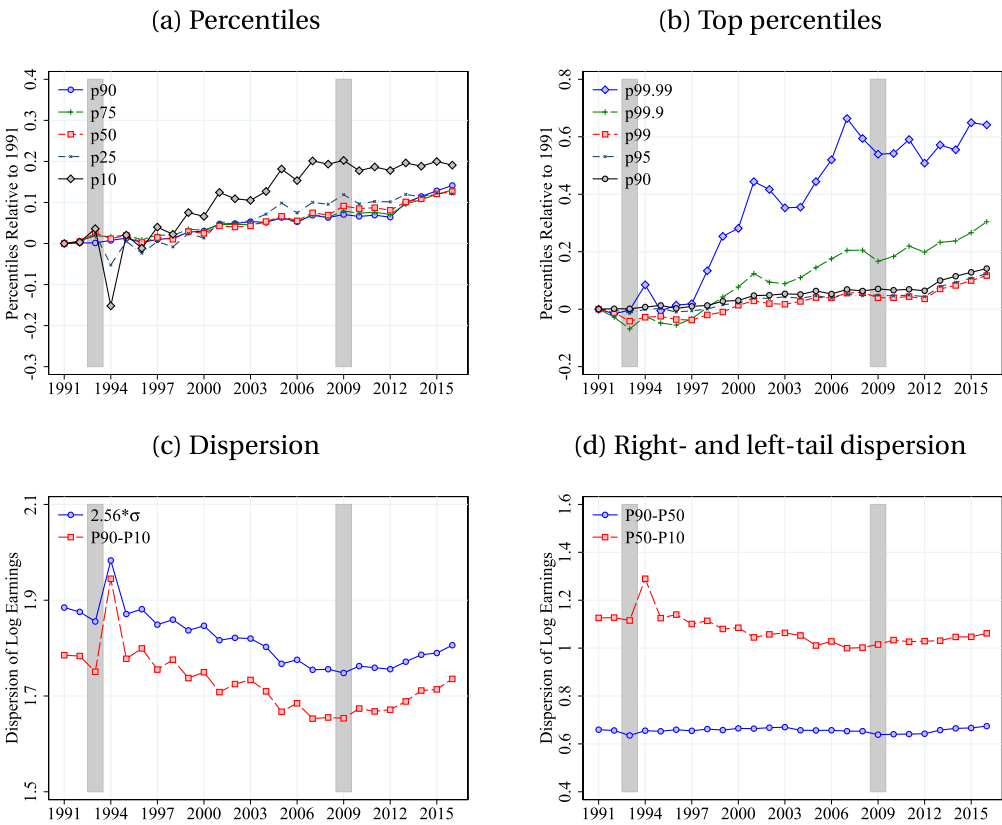 (a) Percentiles
Percentiles Relative to 1991
0.4
0.3
0.2
0.1
0
-0.1
-0.2
-0.3
p90
p75
p50
p25
p10
1991 1994 1997 2000 2003 2006 2009 2012 2015
(b) Top percentiles
Percentiles Relative to 1991
0.8
0.6
0.4
0.2
0
-0.2
p99.99
p99.9
p99
p95
p90
1991 1994 1997 2000 2003 2006 2009 2012 2015
(c) Dispersion
Dispersion of Log Earnings
2.1
1.9
1.7
1.5
2.56*σ
P90-P10
1991 1994 1997 2000 2003 2006 2009 2012 2015
(d) Right- and left-tail dispersion
Dispersion of Log Earnings
1.6
1.4
1.2
1
0.8
0.6
0.4
P90-P50
P50-P10
1991 1994 1997 2000 2003 2006 2009 2012 2015